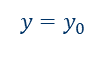 y = y₀